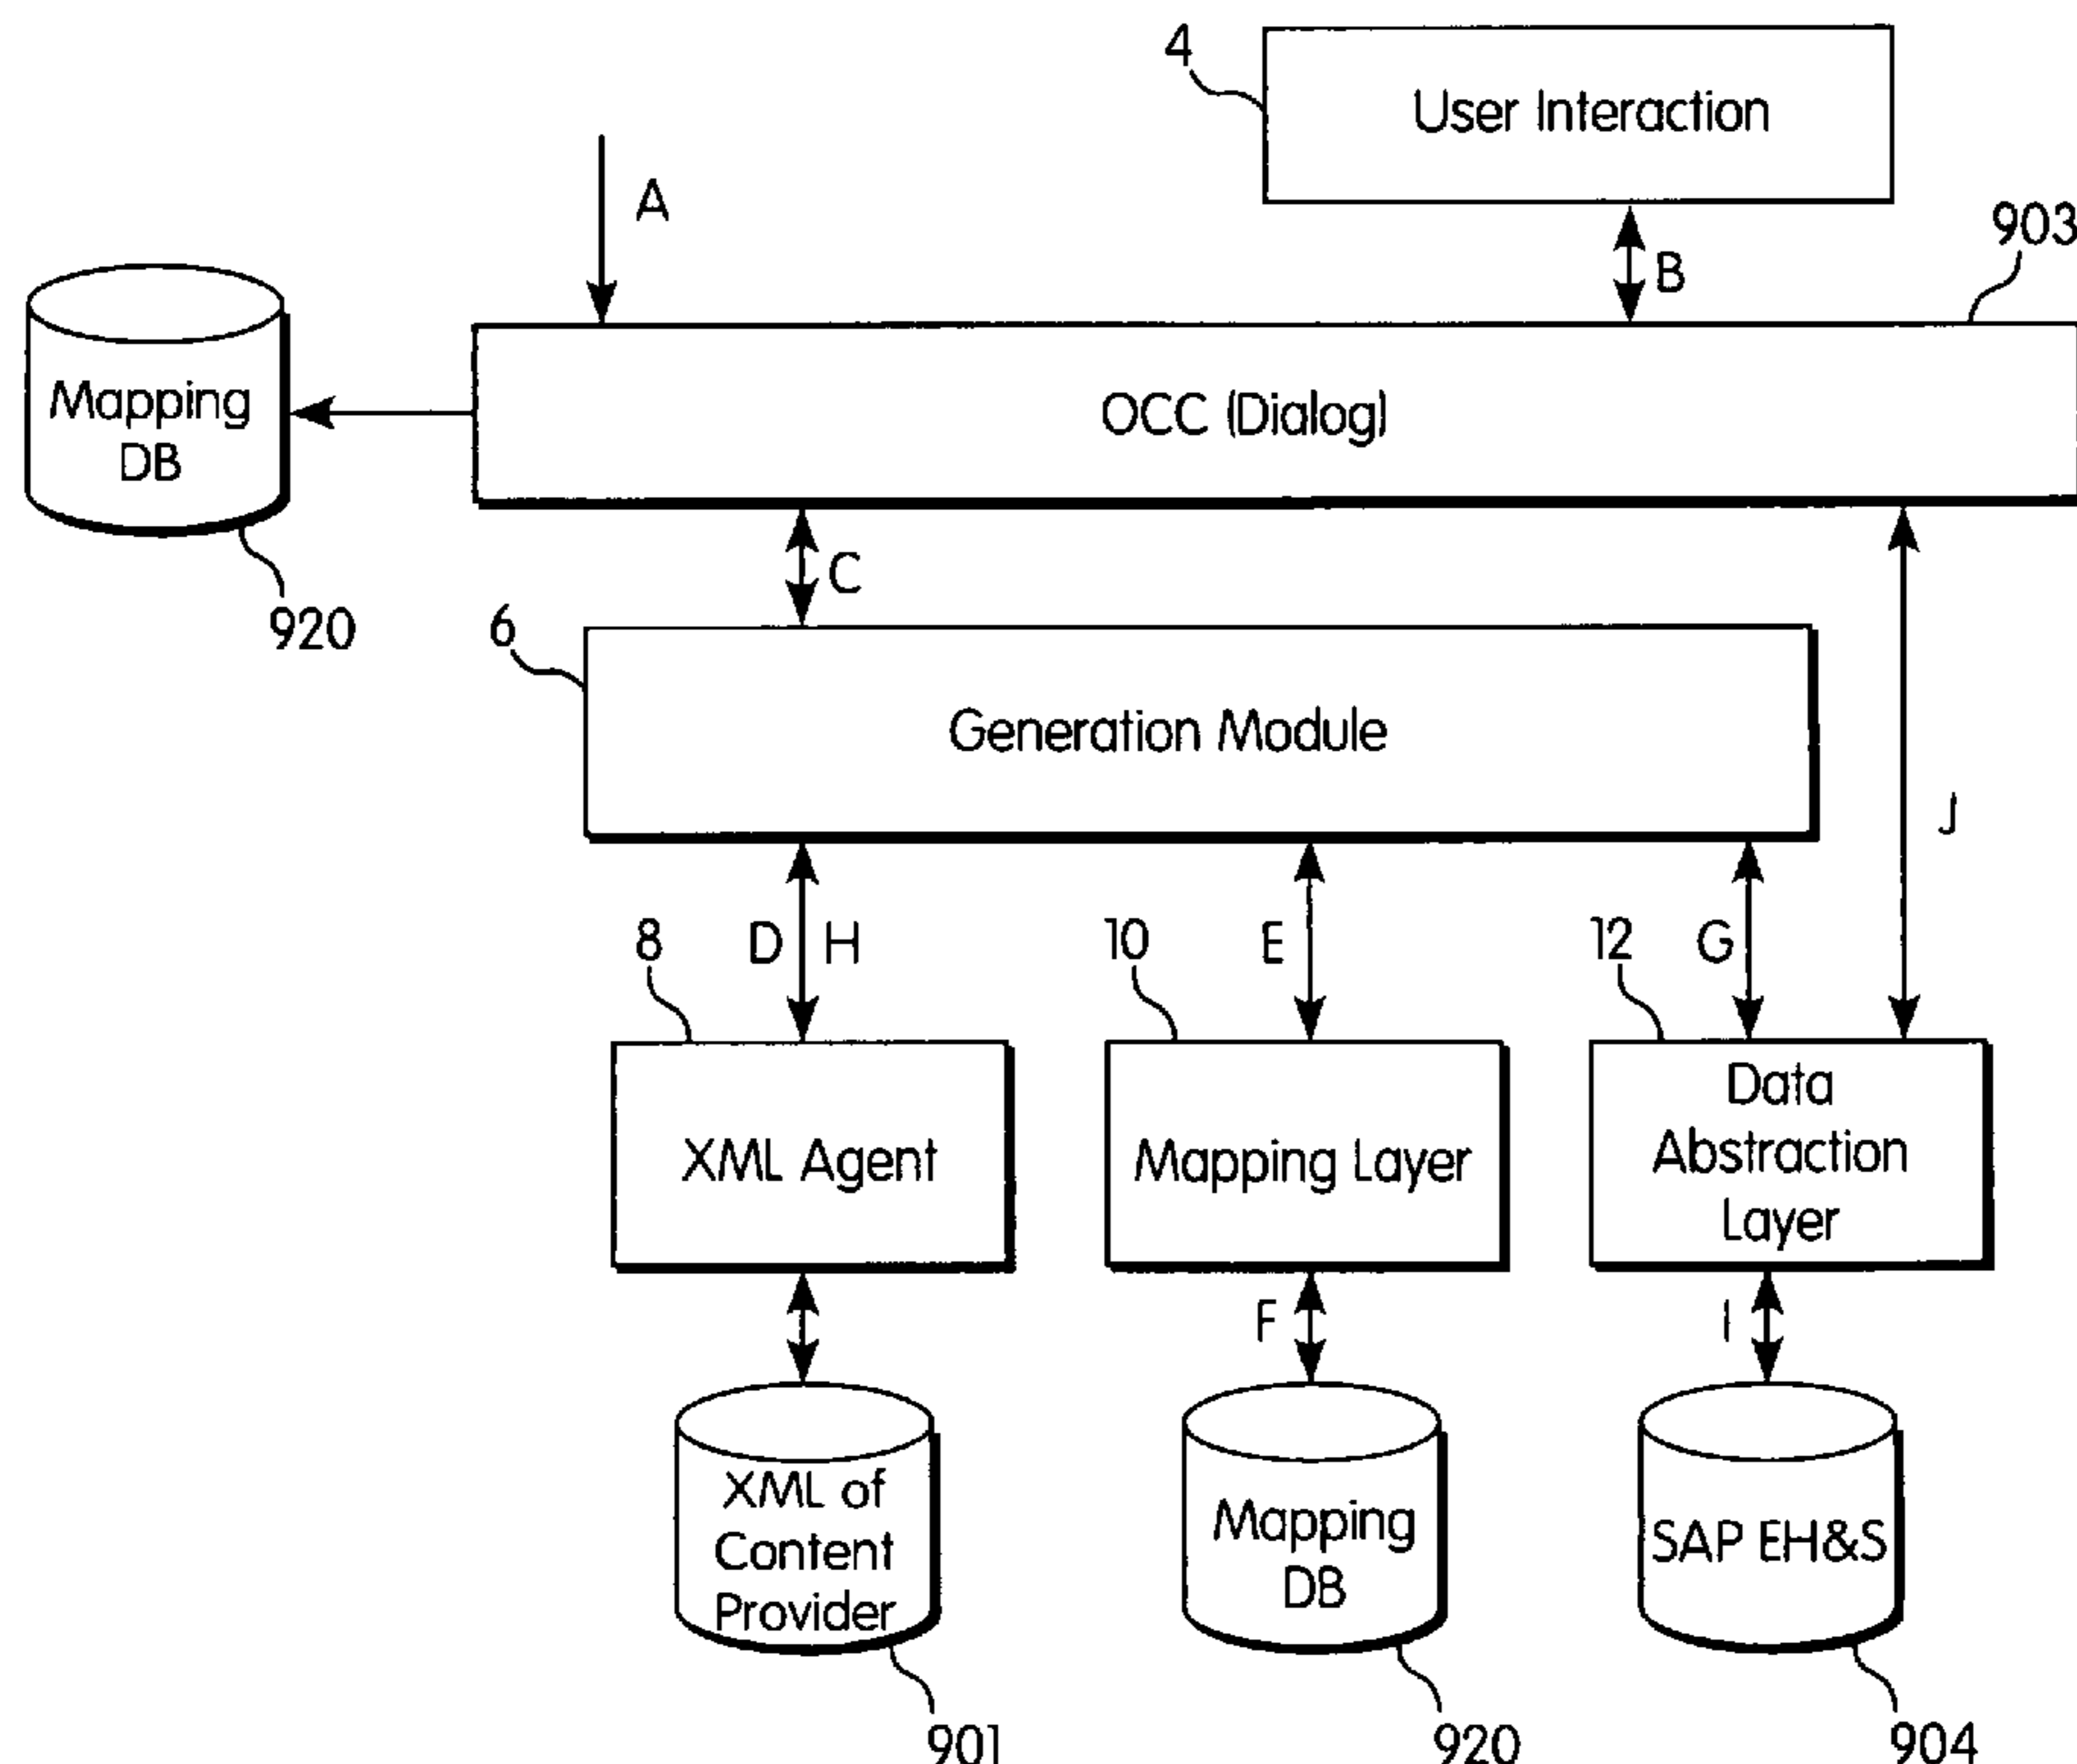 4
User Interaction
A
903
B
Mapping
DB
OCC (Dialog)
920
C
6
Generation Module
J
8
D
H
10
E
12
G
XML Agent
Mapping Layer
Data
Abstraction
Layer
F
I
XML of
Content
Provider
Mapping
DB
SAP EH&S
901
920
904